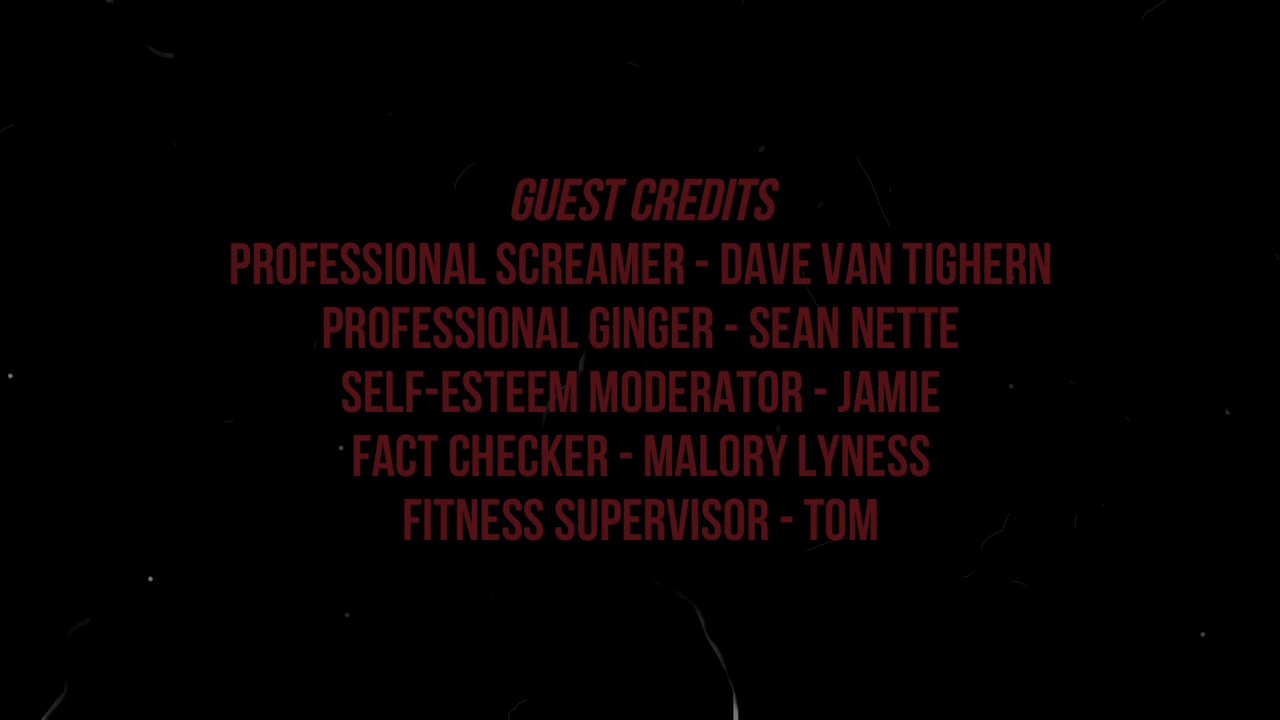 GUEST CREDITS
PROFESSIONAL SCREAMER - DAVE VAN TIGHERN
PROFESSIONAL GINGER - SEAN NETTE
SELF-ESTEEM MODERATOR - JAMIE
FACT CHECKER - MALORY LYNESS
FITNESS SUPERVISOR - TOM